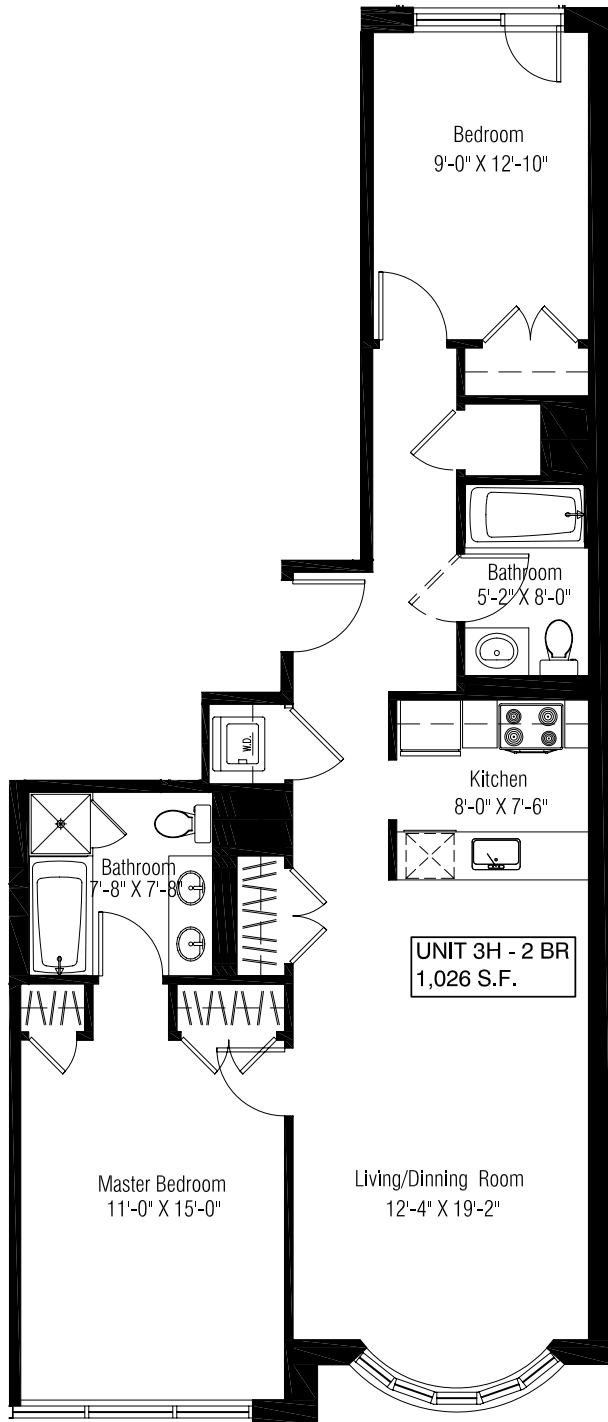 Bedroom
9'-0" X 12'-10"
Bathroom
5'-2" X 8'-0"
W.D.
Kitchen
8'-0" X 7'-6"
Bathroom
7'-8" X 7'-8"
UNIT 3H - 2 BR
1,026 S.F.
Master Bedroom
11'-0" X 15'-0"
Living/Dinning Room
12'-4" X 19'-2"